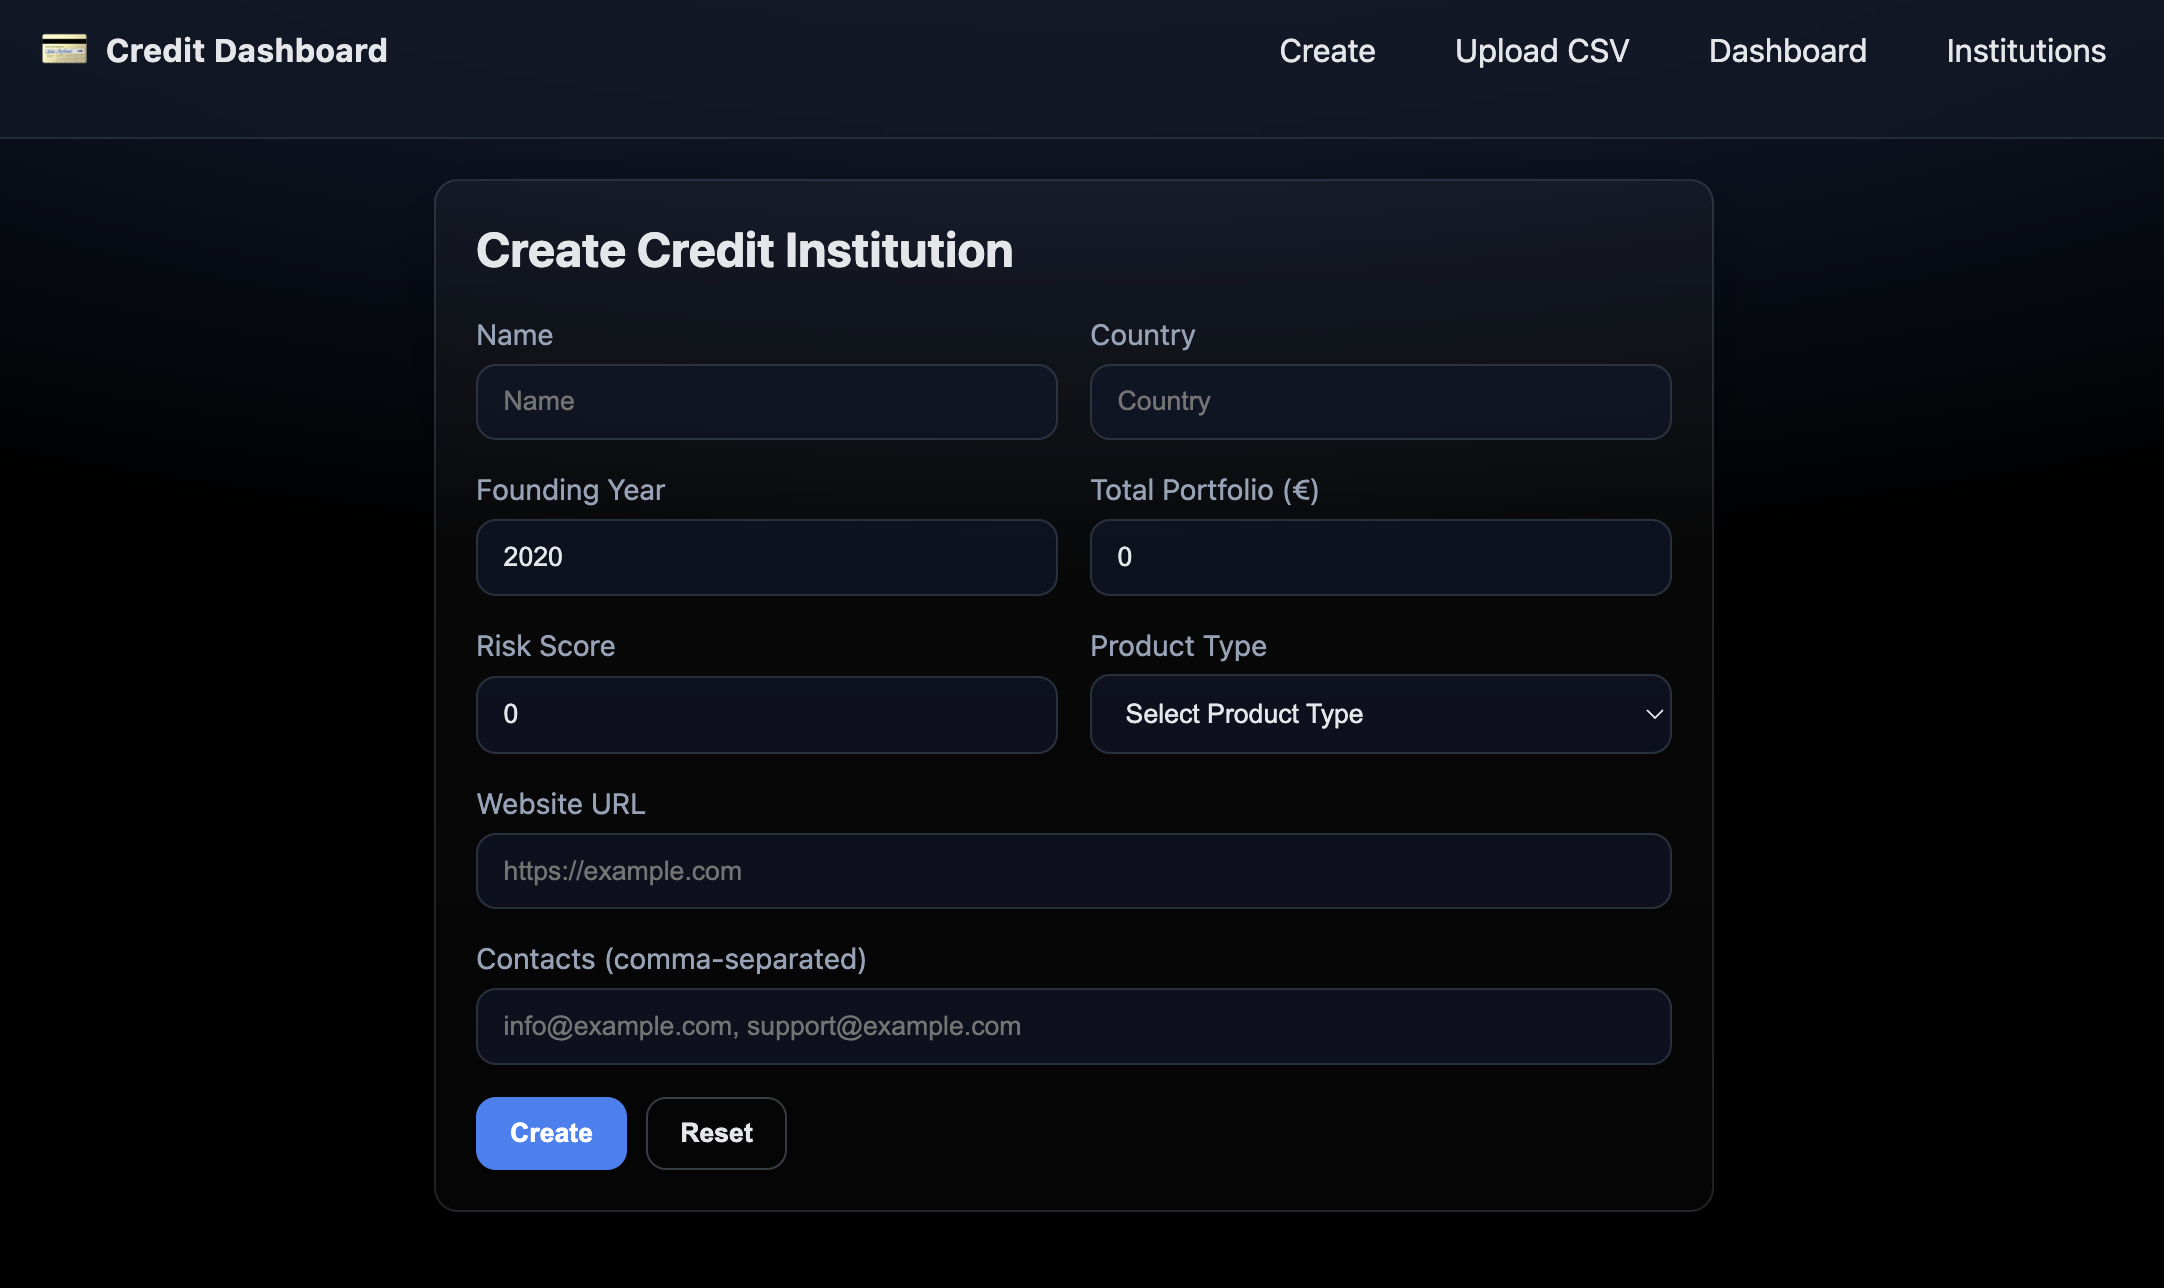 Credit Dashboard
Create
Upload CSV
Dashboard
Institutions
Create Credit Institution
Name
Country
Name
Country
Founding Year
Total Portfolio (€)
2020
0
Risk Score
Product Type
0
Select Product Type
Website URL
https://example.com
Contacts (comma-separated)
info@example.com, support@example.com
Create
Reset